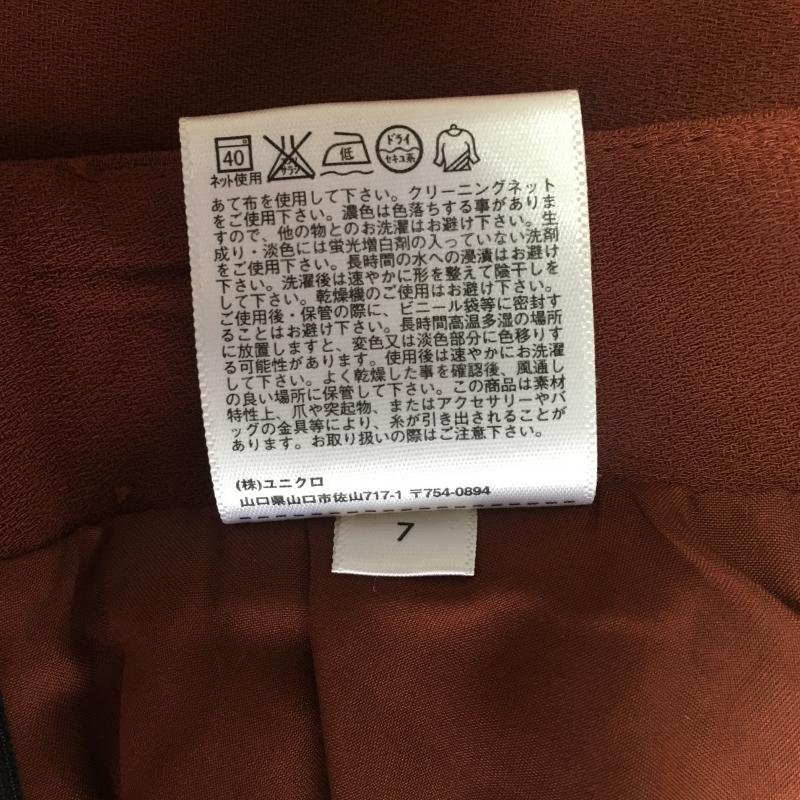 40
ネット使用
エンソ
サラシ
低
ドライ
セキユ系
あて布を使用して下さい。クリーニングネット
をご使用下さい。濃色は色落ちする事がありま
すので、他の物とのお洗濯はお避け下さい。生
成り・淡色には蛍光増白剤の入っていない洗剤
をご使用下さい。長時間の水への浸漬はお避け
下さい。洗濯後は速やかに形を整えて陰干しを
して下さい。乾燥機のご使用はお避け下さい。
ご使用後・保管の際に、ビニール袋等に密封す
ることはお避け下さい。長時間高温多湿の場所
に放置しますと、変色又は淡色部分に色移りす
る可能性があります。使用後は速やかにお洗濯
して下さい。よく乾燥した事を確認後、風通し
の良い場所に保管して下さい。この商品は素材
特性上、爪や突起物、またはアクセサリーやバ
ッグの金具等により、糸が引き出されることが
あります。お取り扱いの際はご注意下さい。
(株)ユニクロ
山口県山口市佐山717-1 〒754-0894
7